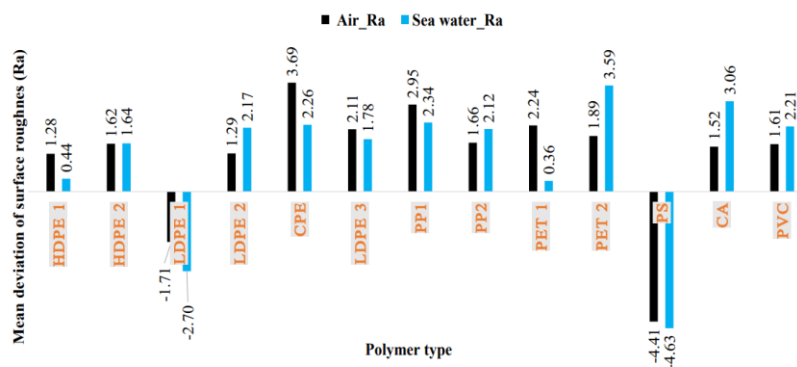 Air_Ra Sea water_Ra
Mean deviation of surface roughnes (Ra)
1.28 0.44
1.62 1.64
-1.71 -2.70
1.29 2.17
3.69 2.26
2.11 1.78
2.95 2.34
1.66 2.12
2.24 0.36
1.89 3.59
-4.41 -4.63
1.52 3.06
1.61 2.21
HDPE 1
HDPE 2
LDPE 1
LDPE 2
CPE
LDPE 3
PP1
PP2
PET 1
PET 2
PS
CA
PVC
Polymer type